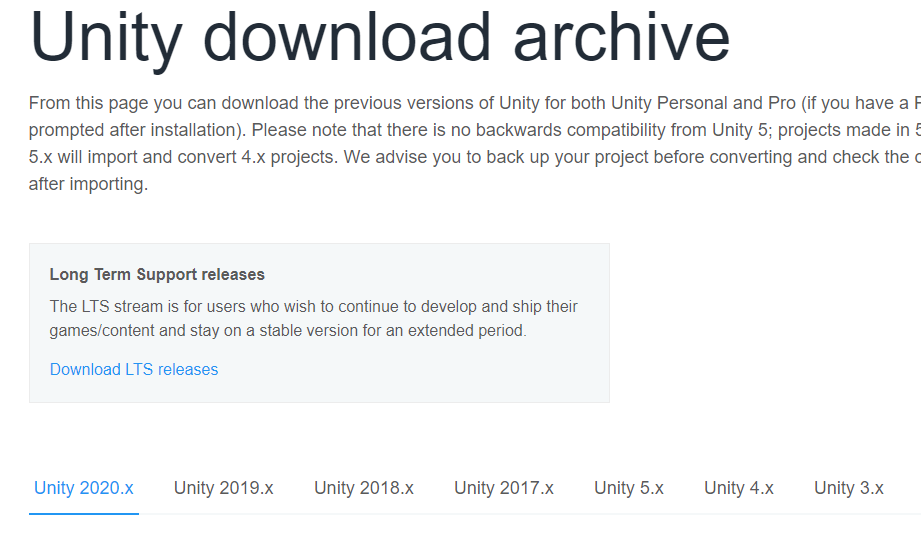 Unity download archive
From this page you can download the previous versions of Unity for both Unity Personal and Pro (if you have a
prompted after installation). Please note that there is no backwards compatibility from Unity 5; projects made in
5.x will import and convert 4.x projects. We advise you to back up your project before converting and check the
after importing.
Long Term Support releases
The LTS stream is for users who wish to continue to develop and ship their
games/content and stay on a stable version for an extended period.
Download LTS releases
Unity 2020.x Unity 2019.x Unity 2018.x Unity 2017.x Unity 5.x Unity 4.x Unity 3.x